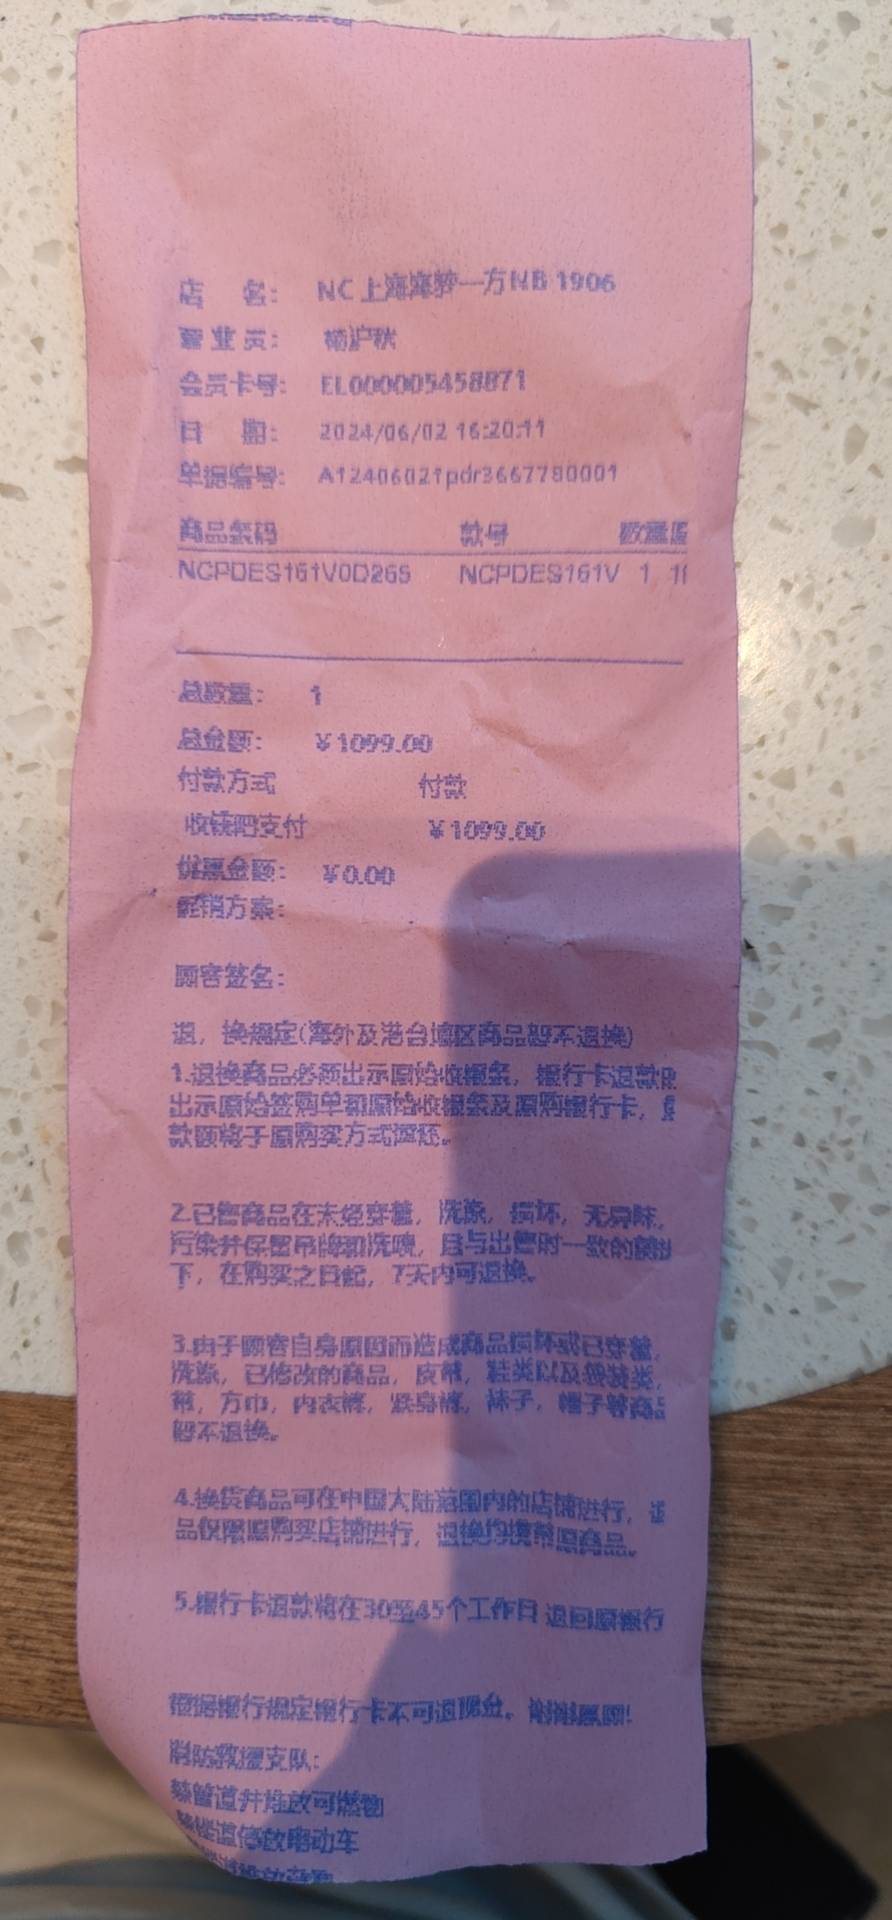 店 名： NC 上海海梦一方NB 1906
营业员： 杨沪秋
会员卡号： EL000005458871
日 期： 2024/06/02 16:20:11
单据编号： A12406021pdr3667780001
商品条码 款号 数量
NCPDES161V0D265 NCPDES161V 1
总数量： 1
总金额： ￥1099.00
付款方式 付款
收钱吧支付 ￥1099.00
优惠金额： ￥0.00
促销方案：
顾客签名：
退，换规定(海外及港台地区商品恕不退换)
1.退换商品必须出示原始收银条，银行卡退款
出示原始签购单和原始收银条及原购银行卡，
款额将于原购买方式返还。
2.已售商品在未经穿着，洗涤，损坏，无异味，
污染并保留吊牌和洗唛，且与出售时一致的
下，在购买之日起，7天内可退换。
3.由于顾客自身原因而造成商品损坏或已穿着，
洗涤，已修改的商品，皮带，鞋类以及袋装类，
带，方巾，内衣裤，紧身裤，袜子，帽子等商品
恕不退换。
4.换货商品可在中国大陆范围内的店铺进行，退
品仅限原购买店铺进行，退换均携带原商品。
5.银行卡退款将在30至45个工作日 退回原银行
根据银行规定银行卡不可退现金。谢谢惠顾!
消防救援支队：
禁管道井堆放可燃物
禁楼道停放电动车